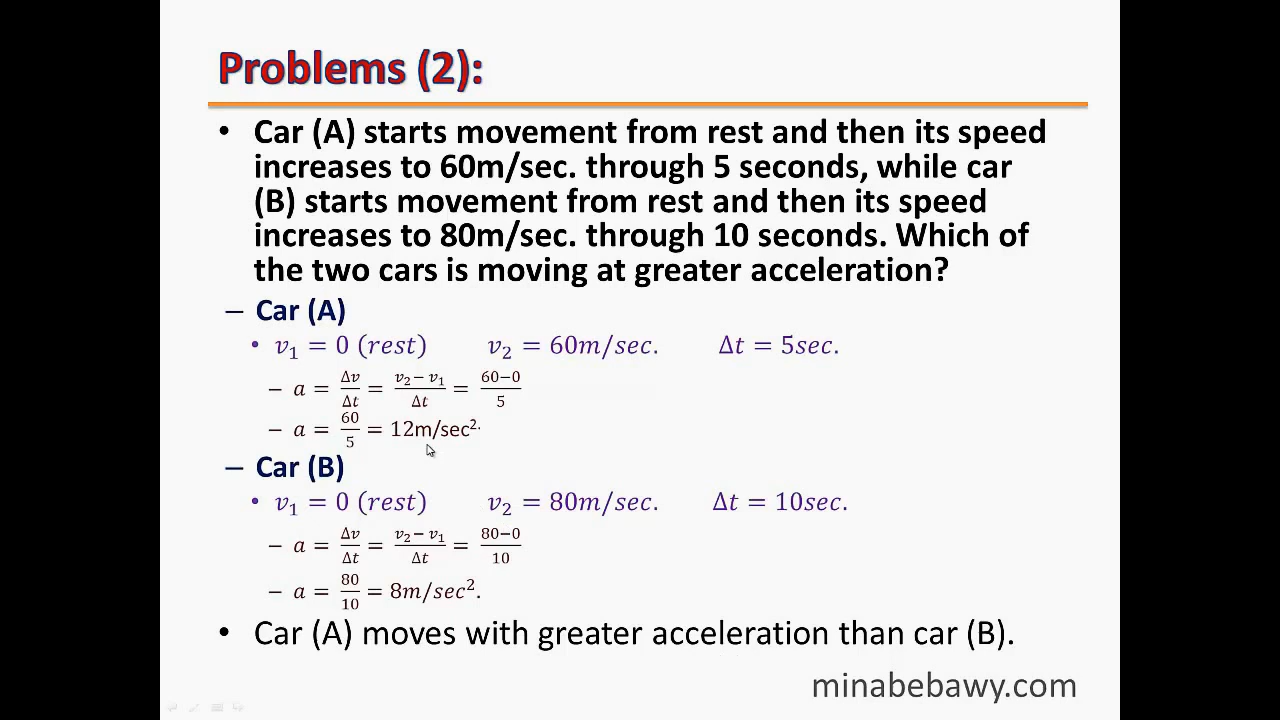 Problems (2):
• Car (A) starts movement from rest and then its speed
increases to 60m/sec. through 5 seconds, while car
(B) starts movement from rest and then its speed
increases to 80m/sec. through 10 seconds. Which of
the two cars is moving at greater acceleration?
– Car (A)
• v₁ = 0 (rest) v₂ = 60m/sec. Δt = 5sec.
– a = Δv/Δt = v₂− v₁/Δt = 60−0/5
– a = 60/5 = 12m/sec².
– Car (B)
• v₁ = 0 (rest) v₂ = 80m/sec. Δt = 10sec.
– a = Δv/Δt = v₂− v₁/Δt = 80−0/10
– a = 80/10 = 8m/sec².
• Car (A) moves with greater acceleration than car (B).
minabebawy.com